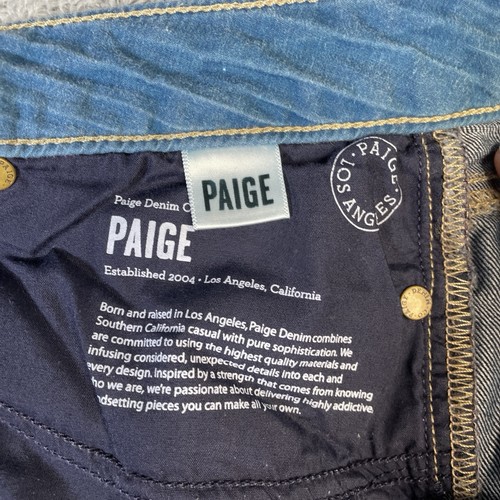 PAIGE
PAIGE · LOS ANGELES ·
Paige Denim
PAIGE
Established 2004 • Los Angeles, California
Born and raised in Los Angeles, Paige Denim combines
Southern California casual with pure sophistication. We
are committed to using the highest quality materials and
infusing considered, unexpected details into each and
every design. Inspired by a strength that comes from knowing
ho we are, we're passionate about delivering highly addictive,
ndsetting pieces you can make all your own.